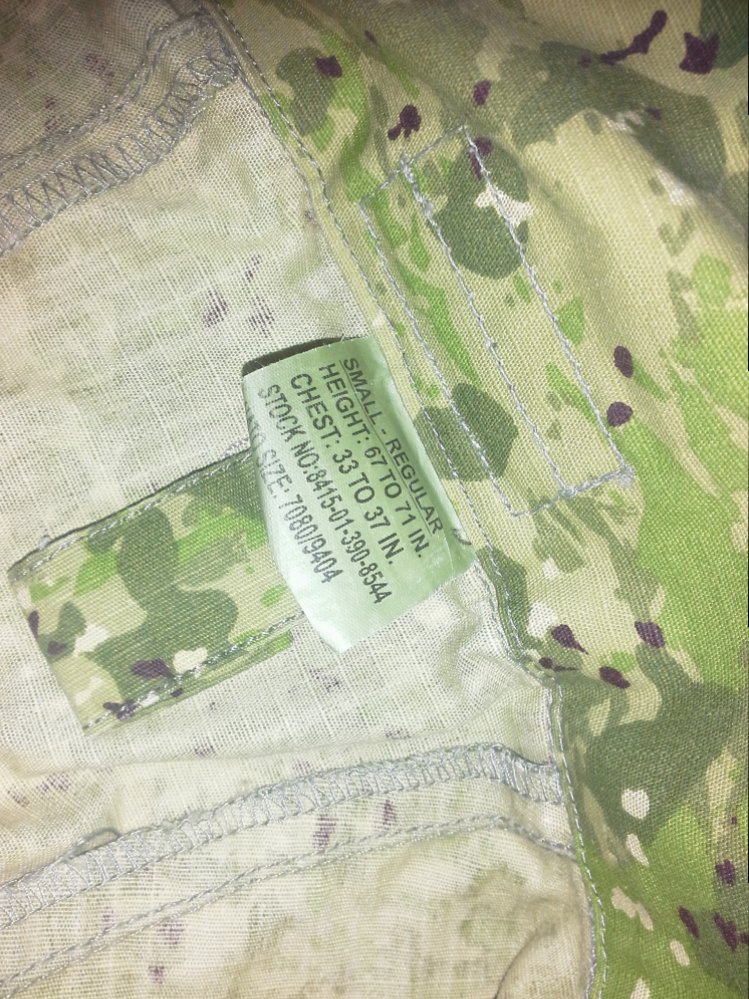 SMALL - REGULAR
HEIGHT: 67 TO 71 IN.
CHEST: 33 TO 37 IN.
STOCK NO:8415-01-390-8544
SIZE: 7080/9404